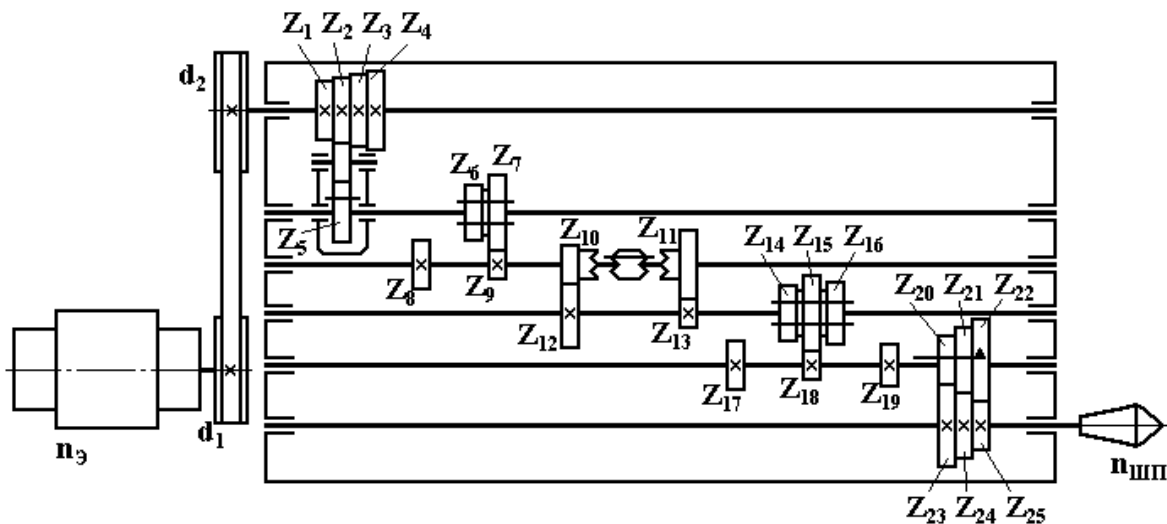 Z1 Z2 Z3 Z4
d2
Z6 Z7
Z5 Z10 Z11
Z14 Z15 Z16
Z8 Z9
Z20 Z21 Z22
Z12 Z13
Z17 Z18 Z19
d1
nЭ
nШП
Z23 Z24 Z25